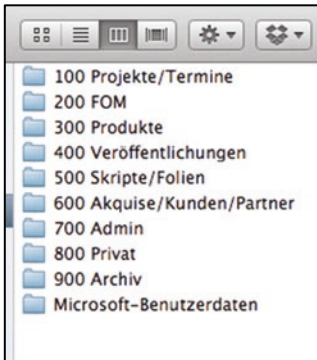 100 Projekte/Termine
200 FOM
300 Produkte
400 Veröffentlichungen
500 Skripte/Folien
600 Akquise/Kunden/Partner
700 Admin
800 Privat
900 Archiv
Microsoft-Benutzerdaten